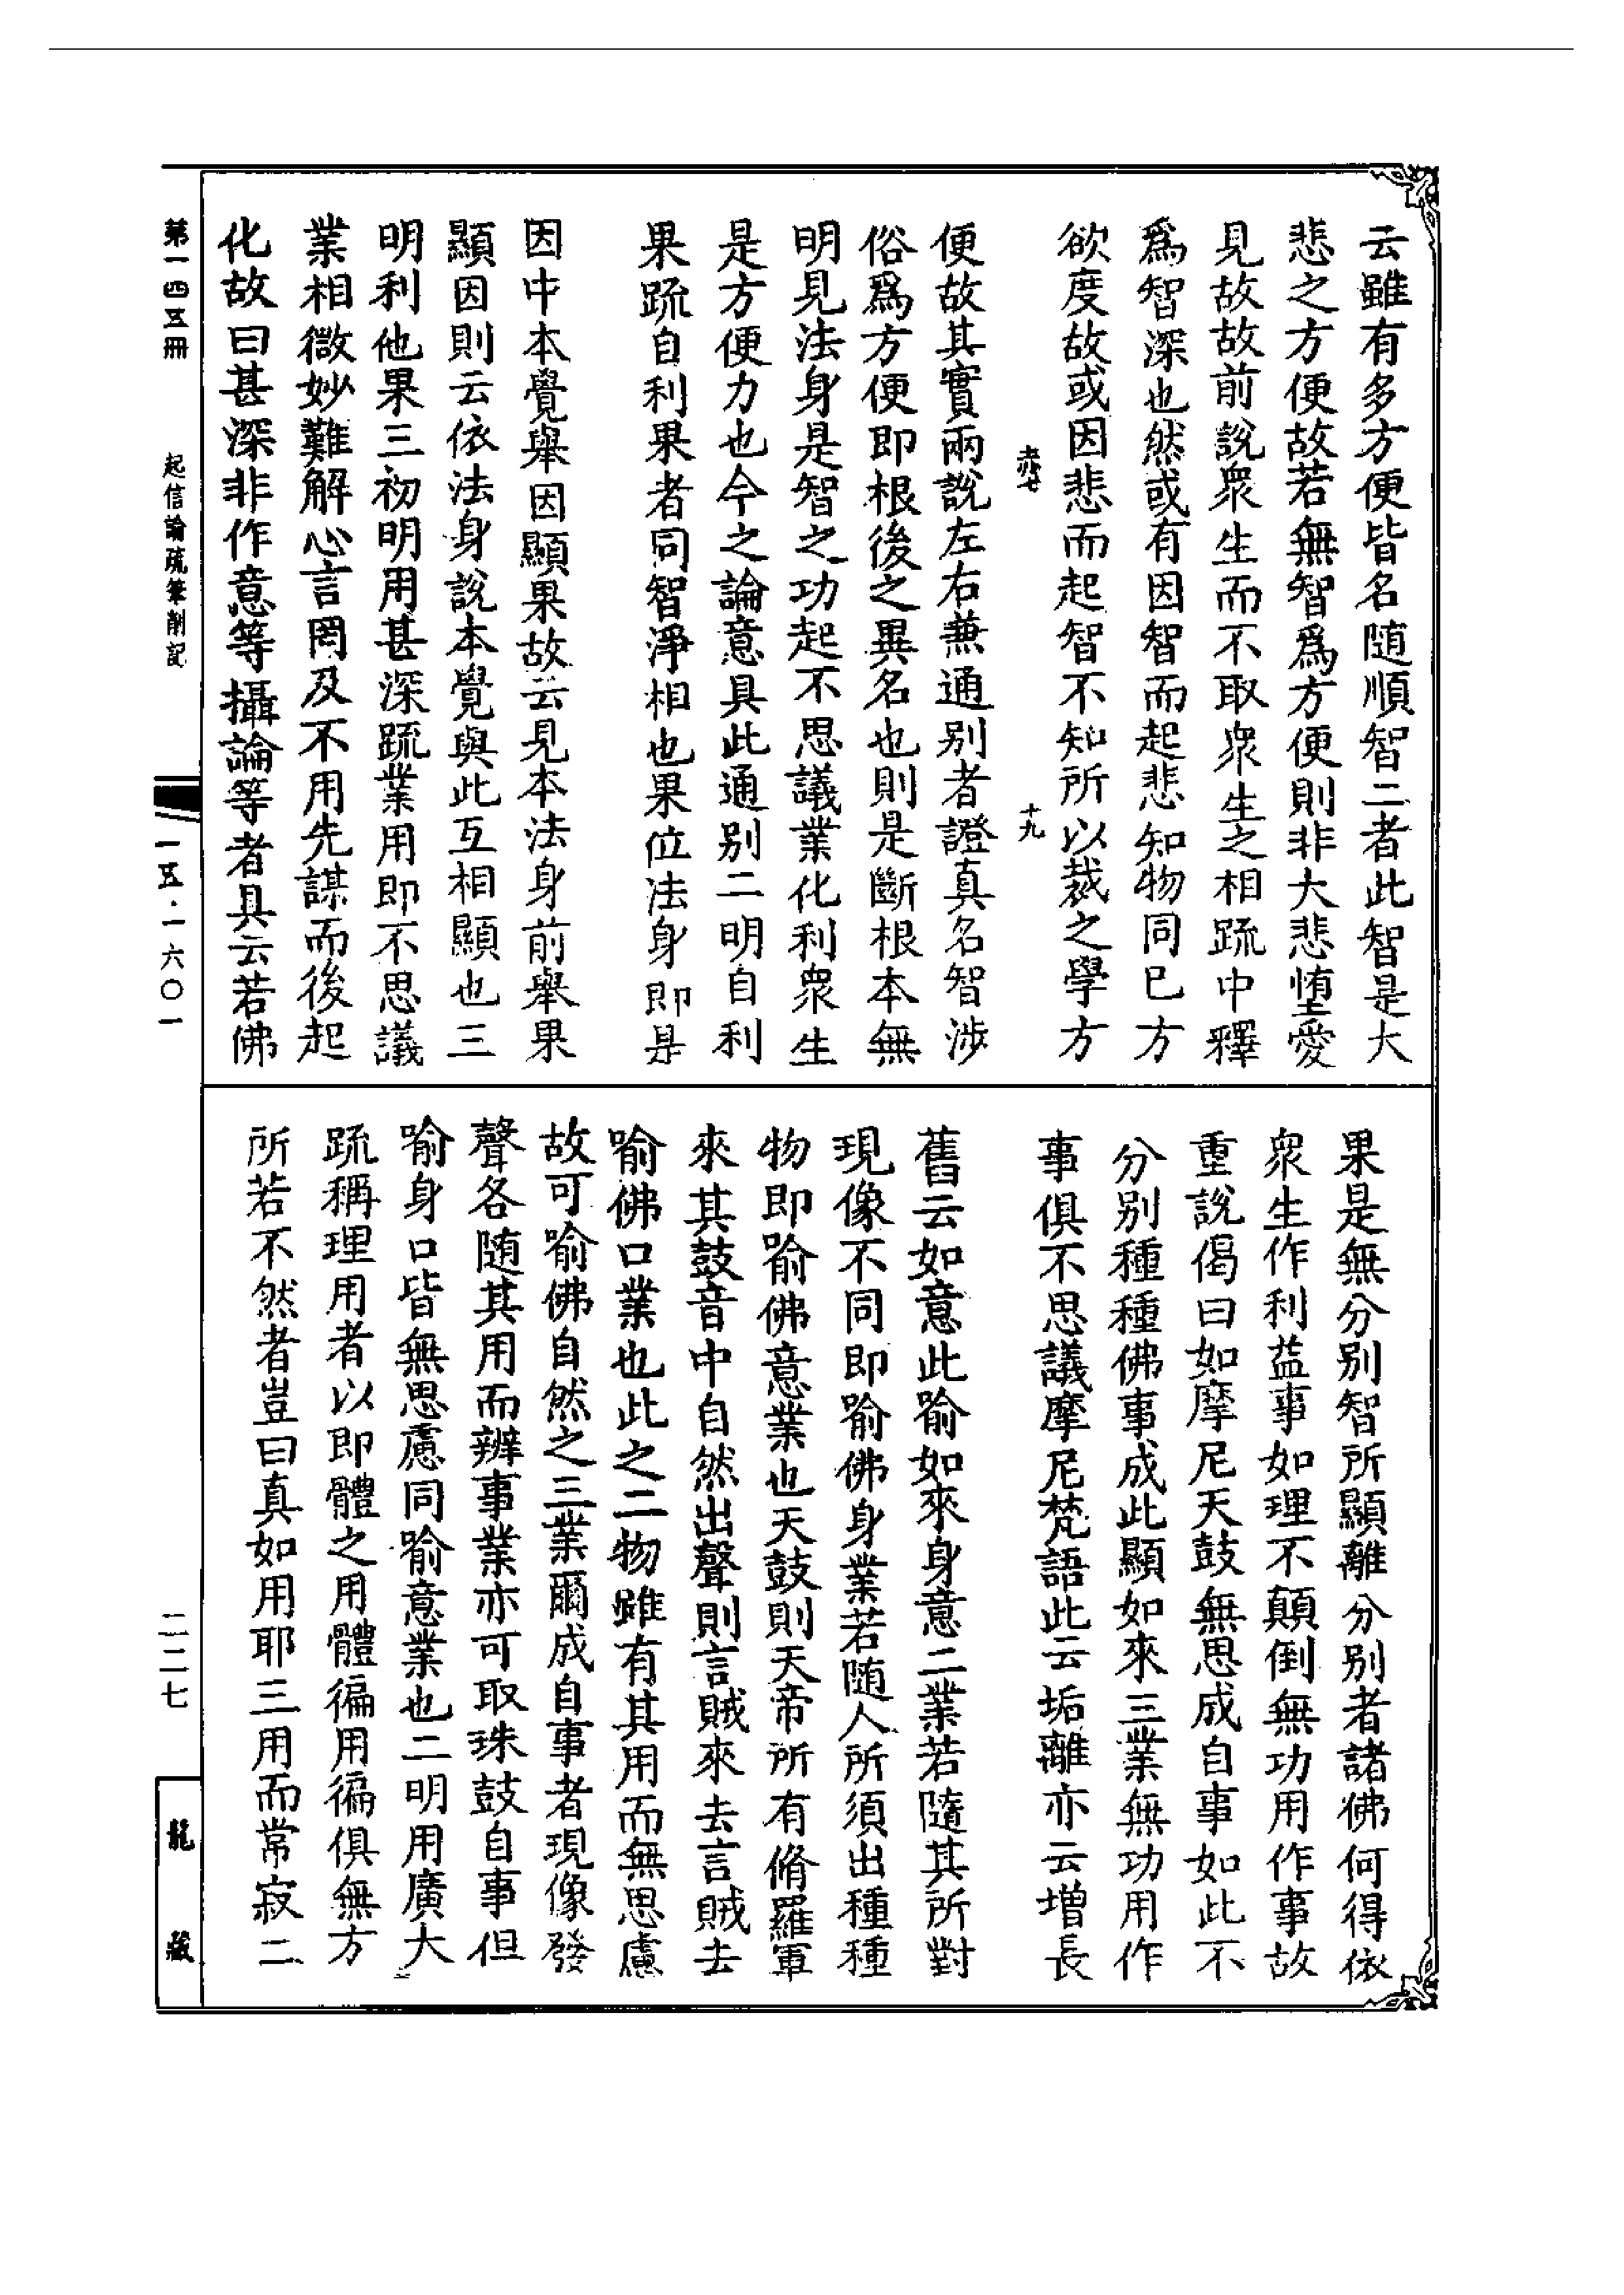 云雖有多方便皆名随順智二者此智是大
悲之方便故若無智爲方便則非大悲堕愛
見故故前說衆生而不取衆生之相䟽中釋
爲智深也然或有因智而起悲知物同已方
欲度故或因悲而起智不知所以裁之學方
十九
便故其實兩說左右兼通别者證真名智涉
俗爲方便即根後之異名也則是斷根本無
明見法身是智之功起不思議業化利衆生
是方便力也今之論意具此通别二明自利
果䟽自利果者同智淨相也果位法身即是
因中本覺舉因顯果故云見本法身前舉果
顯因則云依法身説本覺與此互相顯也三
明利他果三初明用甚深䟽業用即不思議
業相微妙難解心言罔及不用先謀而後起
化故曰甚深非作意等攝論等者具云若佛
果是無分别智所顯離分别者諸佛何得依
衆生作利益事如理不顛倒無功用作事故
重說偈曰如摩尼天鼓無思成自事如此不
分别種種佛事成此顯如來三業無功用作
事俱不思議摩尼梵語此云垢離亦云增長
舊云如意此喻如來身意二業若隨其所對
現像不同即喻佛身業若随人所須出種種
物即喻佛意業也天鼓則天帝所有脩羅軍
來其鼓音中自然出聲則言賊來去言賊去
喻佛口業也此之二物雖有其用而無思慮
故可喻佛自然之三業爾成自事者現像發
聲各随其用而辨事業亦可取珠鼓自事但
喻身口皆無思慮同喻意業也二明用廣大
䟽稱理用者以即體之用體徧用徧俱無方
所若不然者豈曰真如用耶三用而常寂二
第一四五冊
起信論疏筆削記
一五·一六〇一
二二七
龍藏